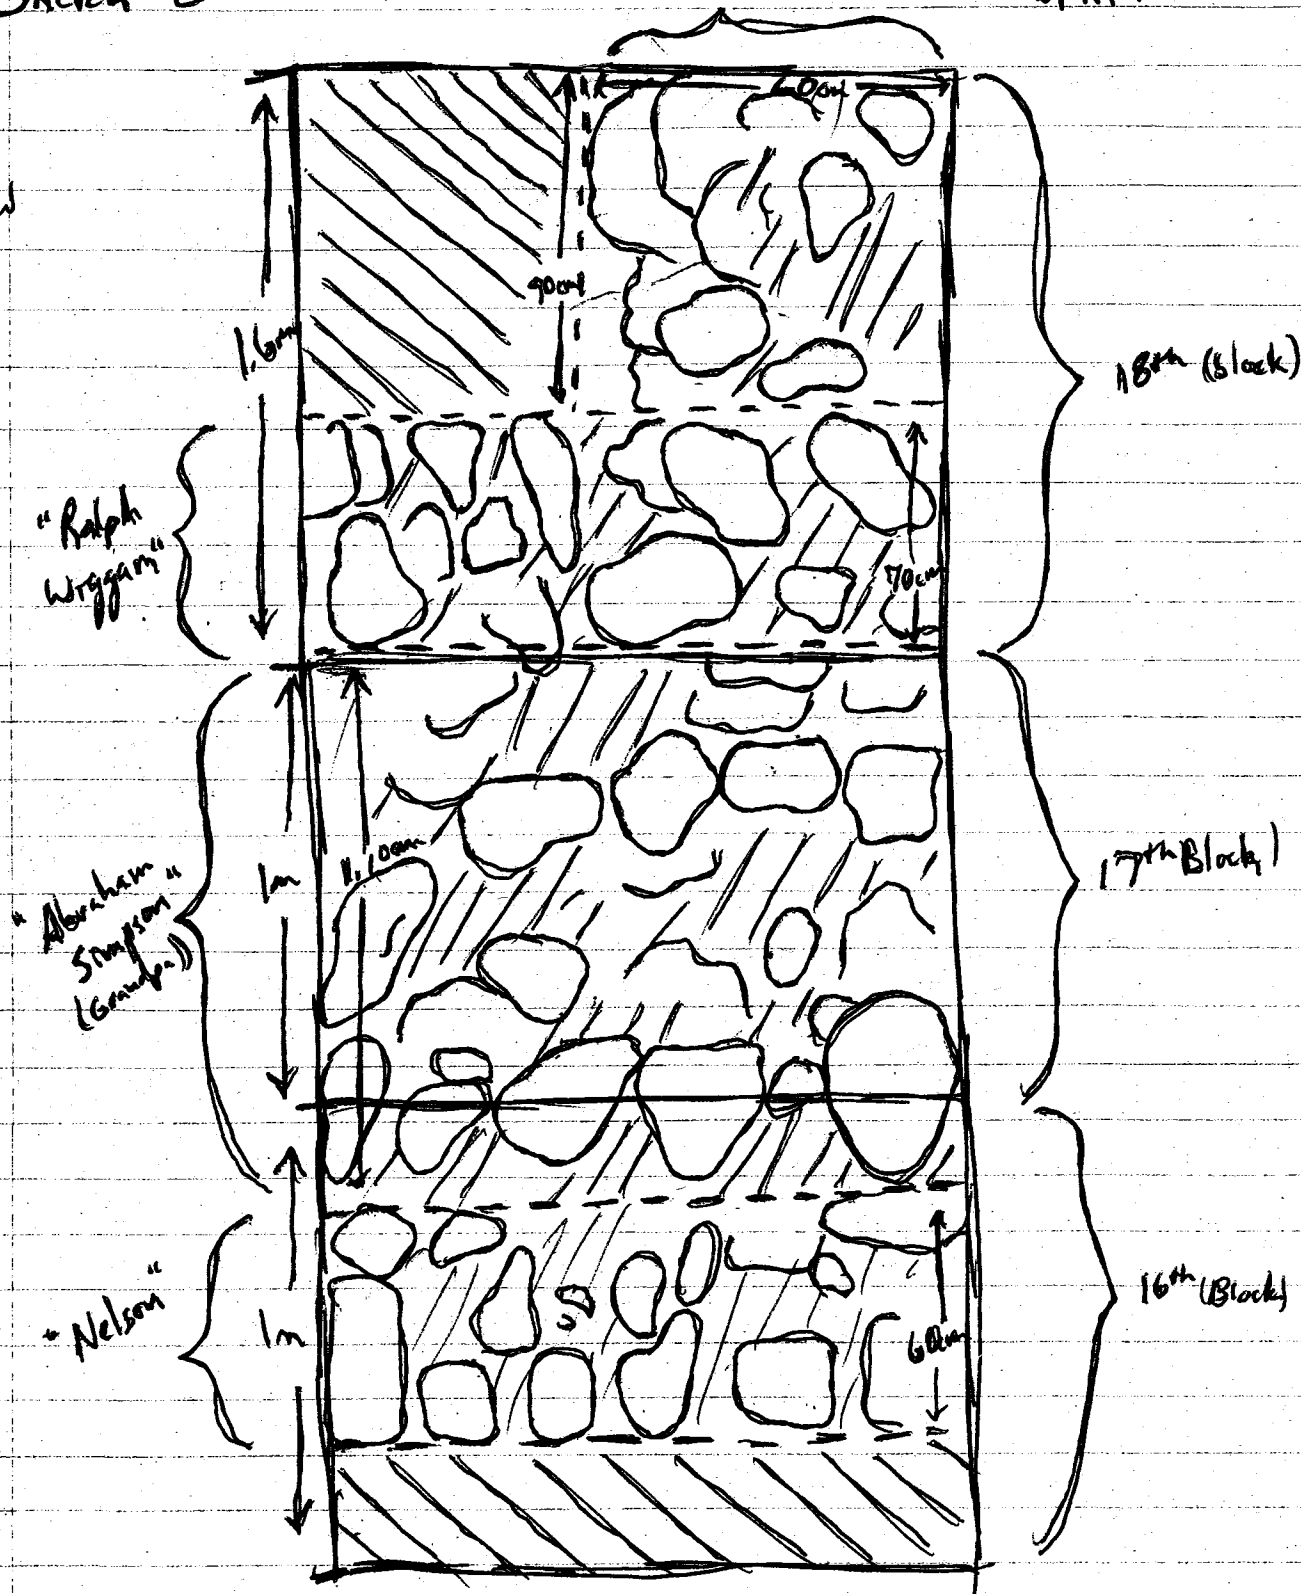 60cm
90cm
1.6m
18th (Block)
"Ralph
Wiggam"
70cm
1m
1.10cm
17th Block)
"Abraham
Simpson"
(Grandpa))
"Nelson"
1m
60cm
16th (Block)